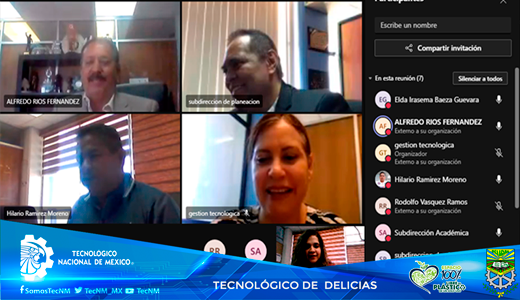 Participantes
Escribe un nombre
Compartir invitación
En esta reunión (7)
Silenciar a todos
EG
Elda Irasema Baeza Guevara
AF
ALFREDO RIOS FERNANDEZ
Externo a su organización
GT
gestion tecnologica
Organizador
Externo a su organización
Hilario Ramirez Moreno
RR
Rodolfo Vasquez Ramos
Externo a su organización
SA
Subdirección Académica
ALFREDO RIOS FERNANDEZ
subdireccion de planeacion
Hilario Ramirez Moreno
gestion tecnologica
RR
SA
TECNOLÓGICO
NACIONAL DE MÉXICO
SomosTecNM
TecNM_MX
TecNM
TECNOLÓGICO DE DELICIAS
100%
PLÁSTICO